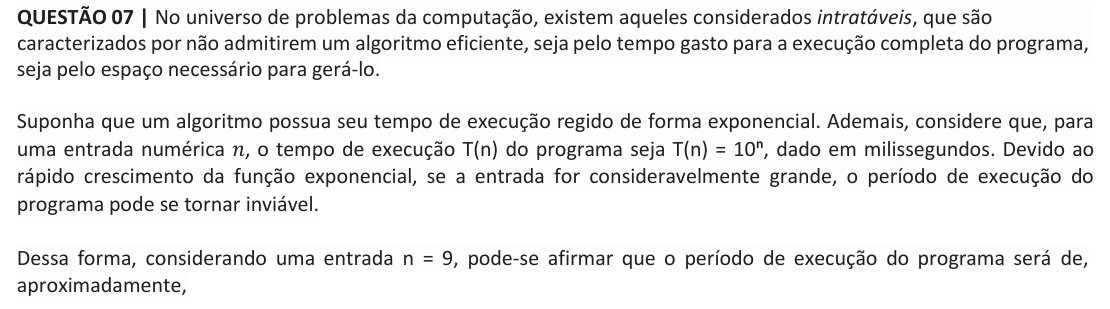 QUESTÃO 07 | No universo de problemas da computação, existem aqueles considerados intratáveis, que são
caracterizados por não admitirem um algoritmo eficiente, seja pelo tempo gasto para a execução completa do programa,
seja pelo espaço necessário para gerá-lo.
Suponha que um algoritmo possua seu tempo de execução regido de forma exponencial. Ademais, considere que, para
uma entrada numérica n, o tempo de execução T(n) do programa seja T(n) = 10ⁿ, dado em milissegundos. Devido ao
rápido crescimento da função exponencial, se a entrada for consideravelmente grande, o período de execução do
programa pode se tornar inviável.
Dessa forma, considerando uma entrada n = 9, pode-se afirmar que o período de execução do programa será de,
aproximadamente,